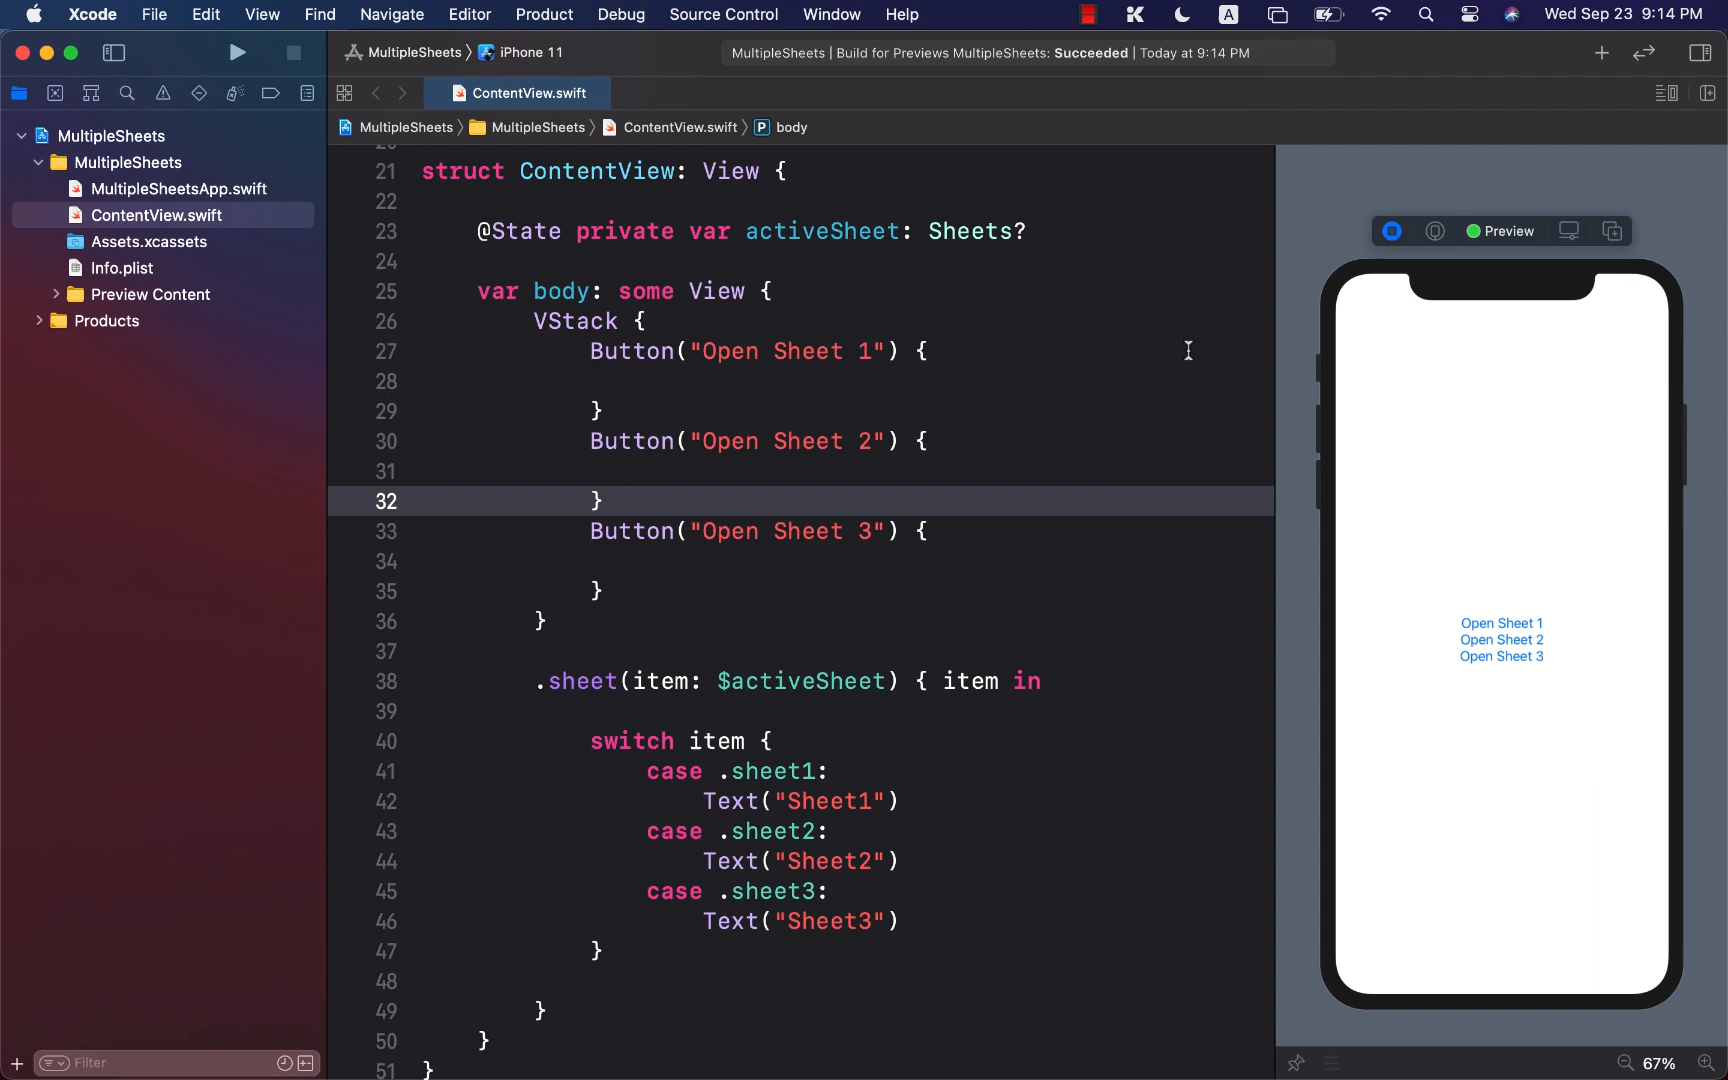 Xcode File Edit View Find Navigate Editor Product Debug Source Control Window Help A Wed Sep 23 9:14 PM
MultipleSheets iPhone 11 MultipleSheets | Build for Previews MultipleSheets: Succeeded | Today at 9:14 PM
ContentView.swift
MultipleSheets MultipleSheets ContentView.swift P body
MultipleSheets
MultipleSheets
MultipleSheetsApp.swift
ContentView.swift
Assets.xcassets
Info.plist
Preview Content
Products
Filter
21 struct ContentView: View {
22
23 @State private var activeSheet: Sheets?
24
25 var body: some View {
26 VStack {
27 Button("Open Sheet 1") {
28
29 }
30 Button("Open Sheet 2") {
31
32 }
33 Button("Open Sheet 3") {
34
35 }
36 }
37
38 .sheet(item: $activeSheet) { item in
39
40 switch item {
41 case .sheet1:
42 Text("Sheet1")
43 case .sheet2:
44 Text("Sheet2")
45 case .sheet3:
46 Text("Sheet3")
47 }
48
49 }
50 }
51 }
Preview
Open Sheet 1
Open Sheet 2
Open Sheet 3
67%